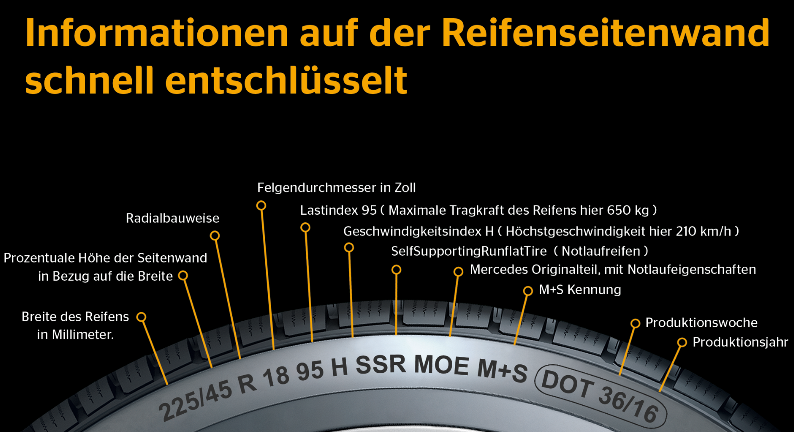 Informationen auf der Reifenseitenwand
schnell entschlüsselt
Felgendurchmesser in Zoll
Lastindex 95 ( Maximale Tragkraft des Reifens hier 650 kg )
Radialbauweise
Geschwindigkeitsindex H ( Höchstgeschwindigkeit hier 210 km/h )
SelfSupportingRunflatTire ( Notlaufreifen )
Prozentuale Höhe der Seitenwand
in Bezug auf die Breite
Mercedes Originalteil, mit Notlaufeigenschaften
M+S Kennung
Breite des Reifens
in Millimeter.
Produktionswoche
Produktionsjahr
225/45 R 18 95 H SSR MOE M+S DOT 36/16